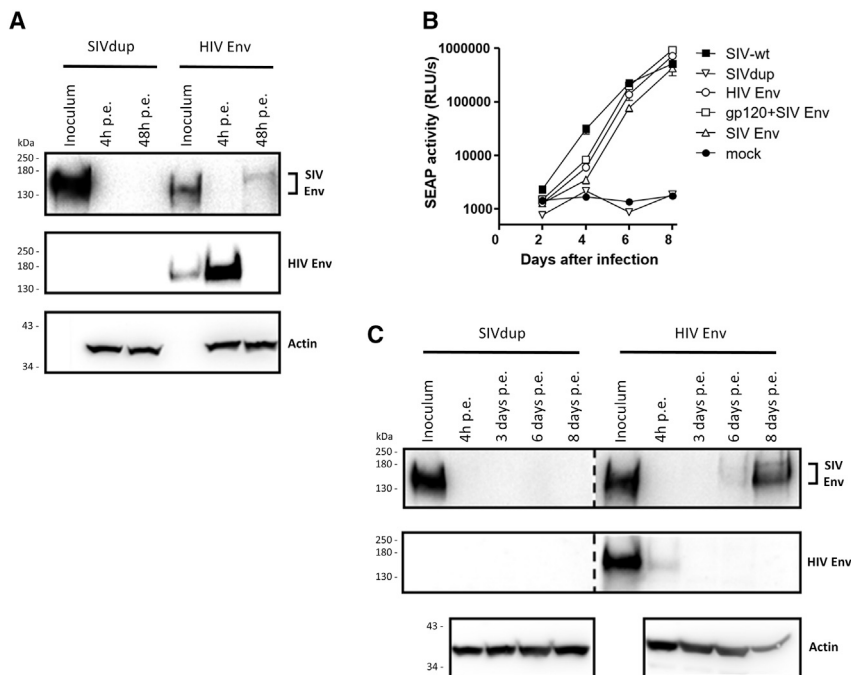 A
SIVdup HIV Env
Inoculum 4h p.e. 48h p.e. Inoculum 4h p.e. 48h p.e.
kDa
250 -
180 -
130 -
SIV
Env
250 -
180 -
130 -
HIV Env
43 -
34 -
Actin
B
SEAP activity (RLU/s)
1000000
100000
10000
1000
0 2 4 6 8
Days after infection
SIV-wt
SIVdup
HIV Env
gp120+SIV Env
SIV Env
mock
C
SIVdup HIV Env
Inoculum 4h p.e. 3 days p.e. 6 days p.e. 8 days p.e. Inoculum 4h p.e. 3 days p.e. 6 days p.e. 8 days p.e.
kDa
250 -
180 -
130 -
SIV
Env
250 -
180 -
130 -
HIV Env
43 -
34 -
Actin